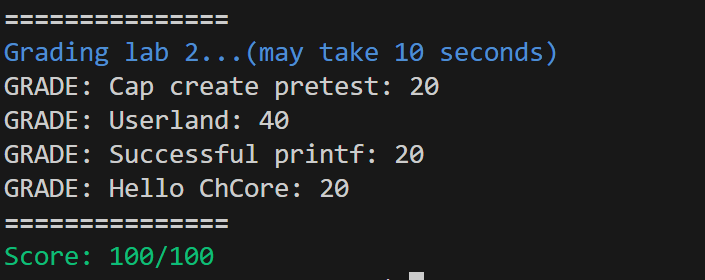 ===============
Grading lab 2...(may take 10 seconds)
GRADE: Cap create pretest: 20
GRADE: Userland: 40
GRADE: Successful printf: 20
GRADE: Hello ChCore: 20
===============
Score: 100/100